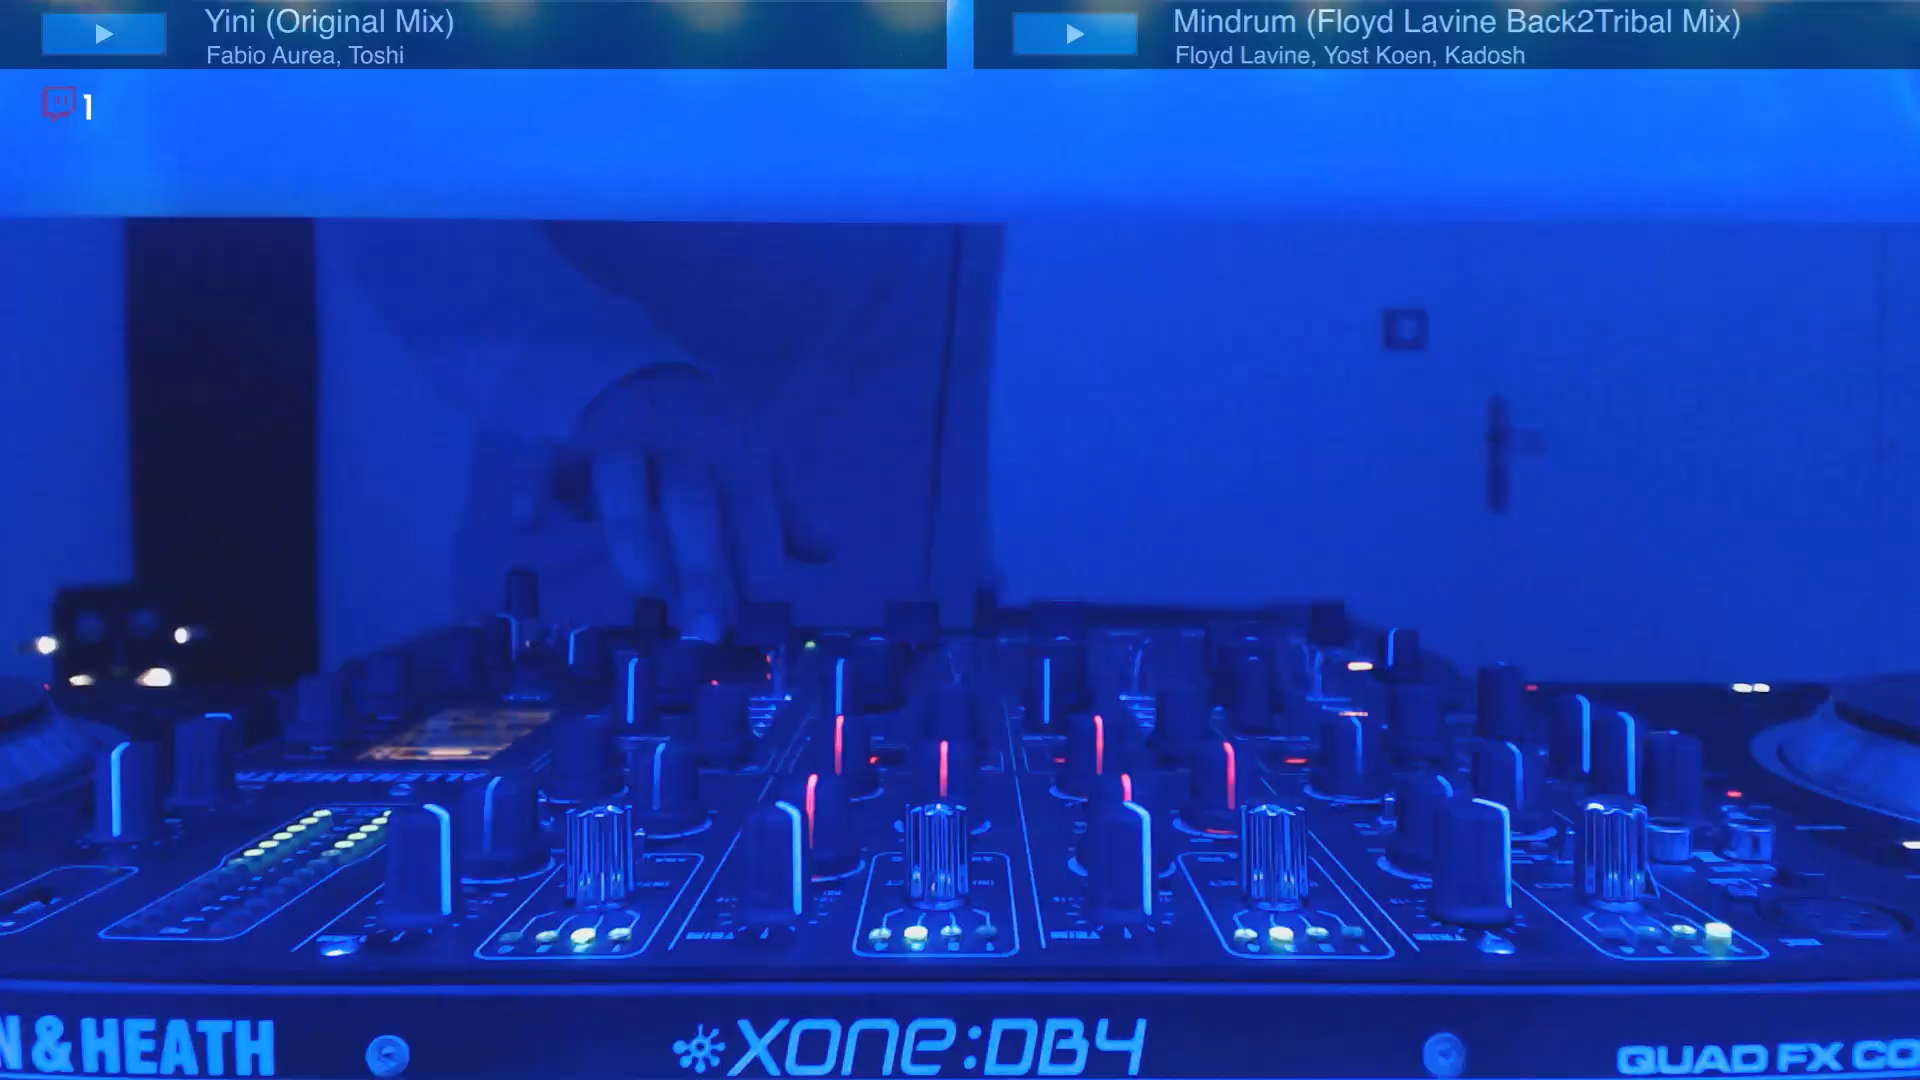 Yini (Original Mix)
Fabio Aurea, Toshi
Mindrum (Floyd Lavine Back2Tribal Mix)
Floyd Lavine, Yost Koen, Kadosh
1
N & HEATH
XONE:DB4
QUAD FX CO